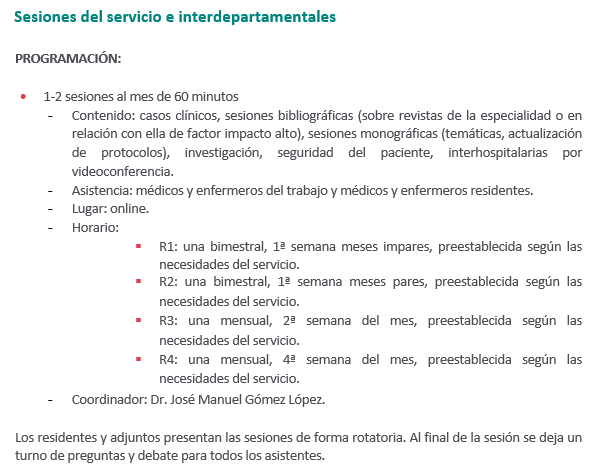 Sesiones del servicio e interdepartamentales
PROGRAMACIÓN:
• 1-2 sesiones al mes de 60 minutos
- Contenido: casos clínicos, sesiones bibliográficas (sobre revistas de la especialidad o en
relación con ella de factor impacto alto), sesiones monográficas (temáticas, actualización
de protocolos), investigación, seguridad del paciente, interhospitalarias por
videoconferencia.
- Asistencia: médicos y enfermeros del trabajo y médicos y enfermeros residentes.
- Lugar: online.
- Horario:
▪ R1: una bimestral, 1ª semana meses impares, preestablecida según las
necesidades del servicio.
▪ R2: una bimestral, 1ª semana meses pares, preestablecida según las
necesidades del servicio.
▪ R3: una mensual, 2ª semana del mes, preestablecida según las
necesidades del servicio.
▪ R4: una mensual, 4ª semana del mes, preestablecida según las
necesidades del servicio.
- Coordinador: Dr. José Manuel Gómez López.
Los residentes y adjuntos presentan las sesiones de forma rotatoria. Al final de la sesión se deja un
turno de preguntas y debate para todos los asistentes.